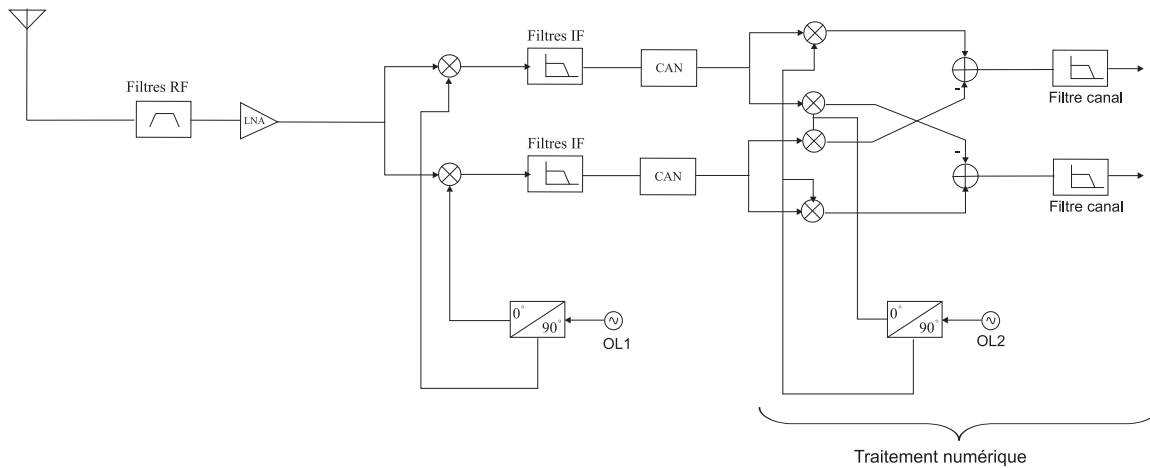 Filtres IF
CAN
Filtres RF
LNA
-
Filtre canal
Filtres IF
CAN
-
Filtre canal
0°
90°
OL1
0°
90°
OL2
Traitement numérique